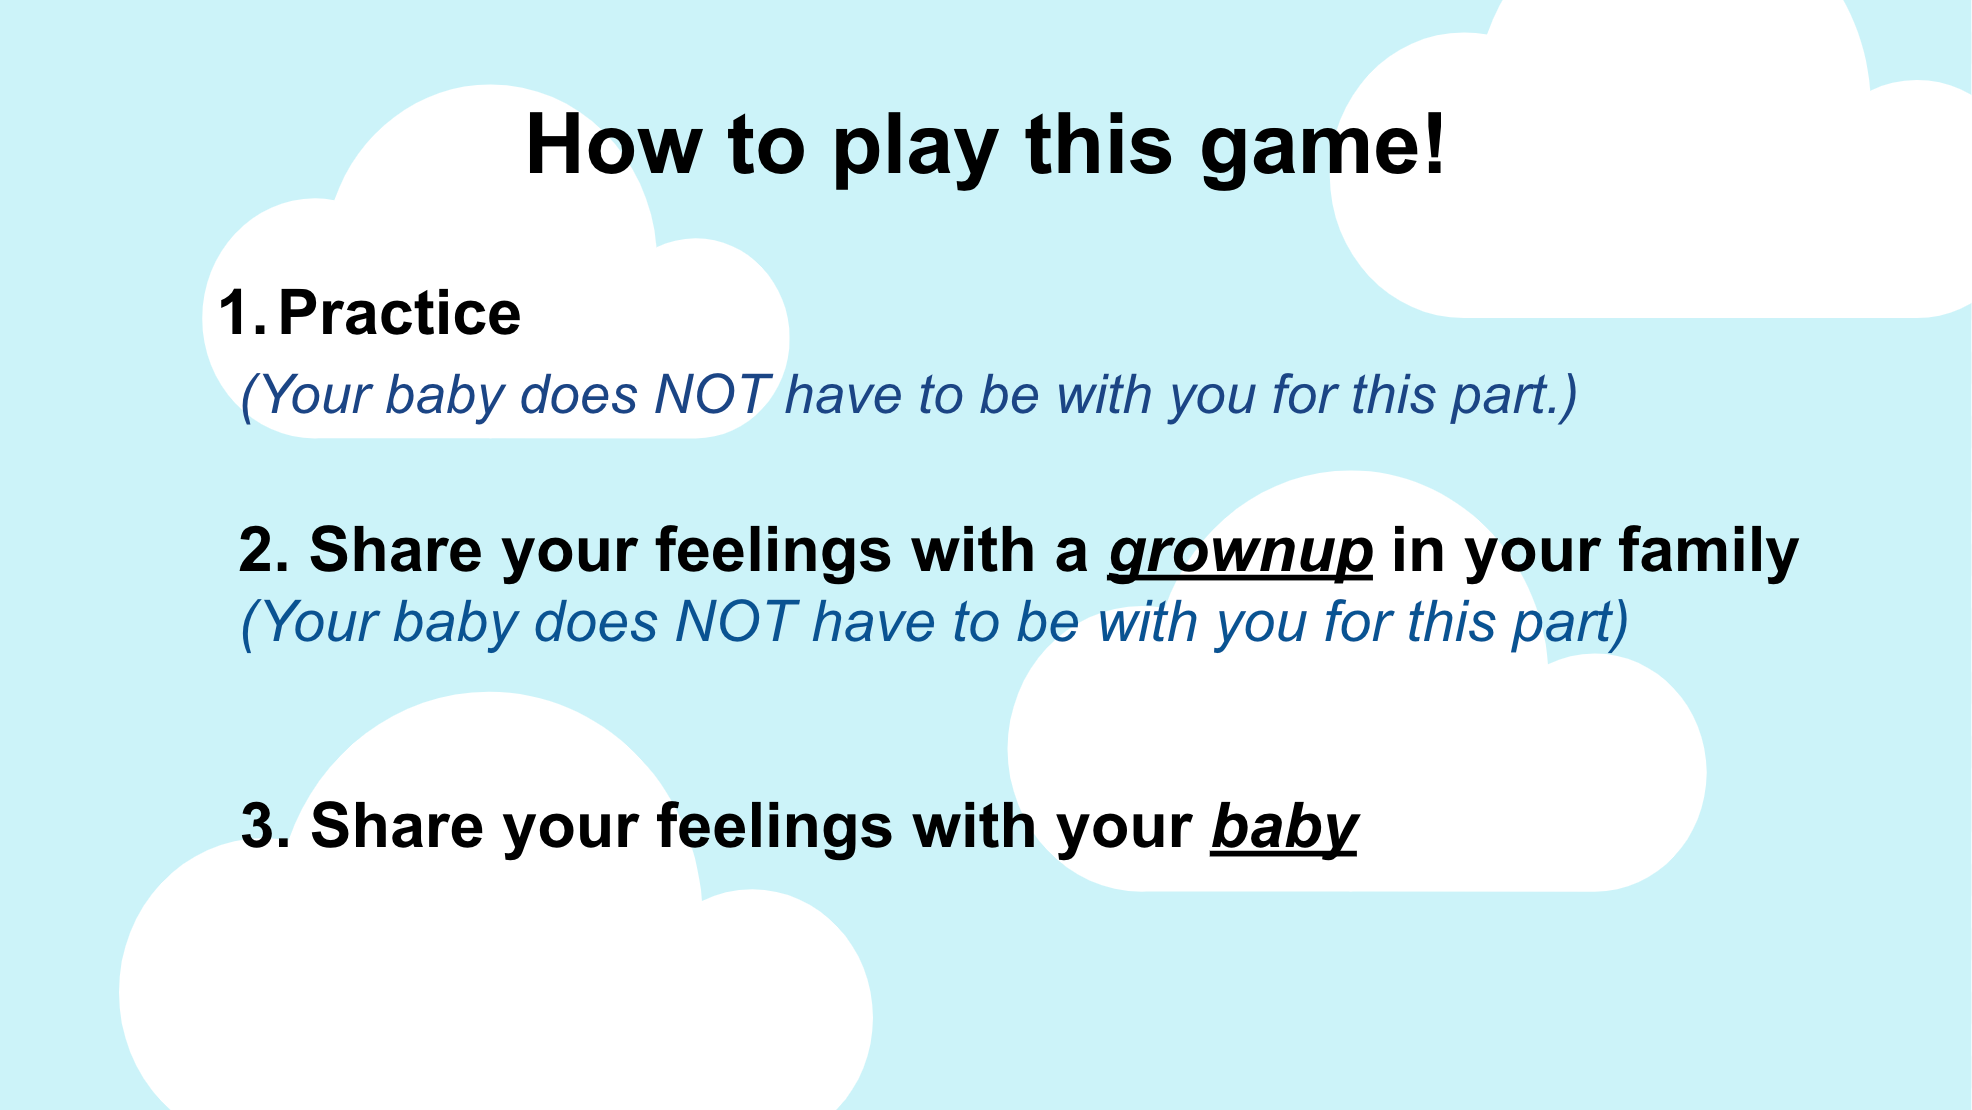 How to play this game!
1. Practice
(Your baby does NOT have to be with you for this part.)
2. Share your feelings with a grownup in your family
(Your baby does NOT have to be with you for this part)
3. Share your feelings with your baby